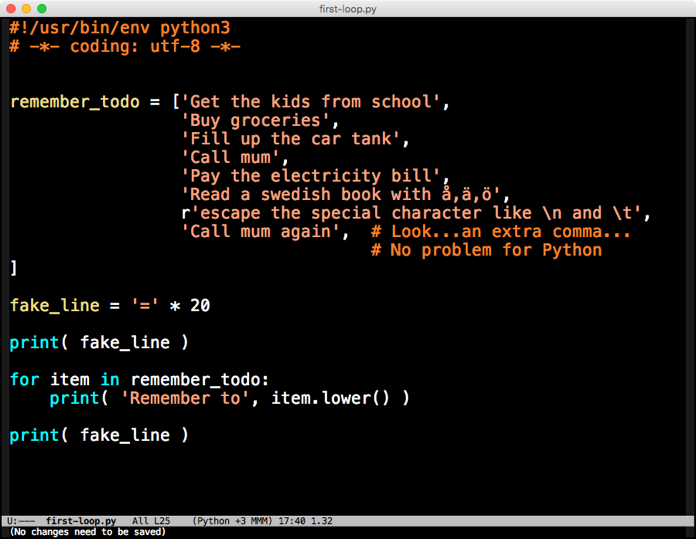 first-loop.py
#!/usr/bin/env python3
# -*- coding: utf-8 -*-
remember_todo = ['Get the kids from school',
'Buy groceries',
'Fill up the car tank',
'Call mum',
'Pay the electricity bill',
'Read a swedish book with å,ä,ö',
r'escape the special character like \n and \t',
'Call mum again',  # Look...an extra comma...
# No problem for Python
]
fake_line = '=' * 20
print( fake_line )
for item in remember_todo:
    print( 'Remember to', item.lower() )
print( fake_line )
U:---  first-loop.py   All L25    (Python +3 MMM) 17:40 1.32
(No changes need to be saved)